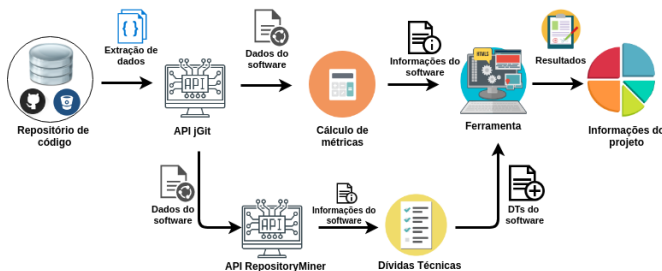 Extração de
dados
Dados do
software
Informações do
software
Resultados
API
HTML5
Repositório de
código
API jGit
Cálculo de
métricas
Ferramenta
Informações do
projeto
Dados do
software
Informações do
software
DTs do
software
API
API RepositoryMiner
Dívidas Técnicas